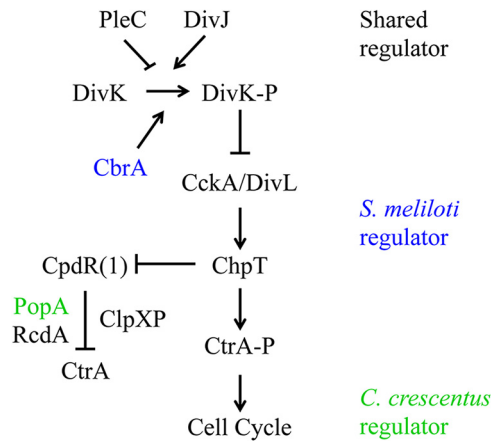 PleC DivJ
Shared
regulator
DivK DivK-P
CbrA
CckA/DivL
S. meliloti
regulator
CpdR(1) ChpT
PopA
RcdA
ClpXP
CtrA-P
CtrA
C. crescentus
regulator
Cell Cycle